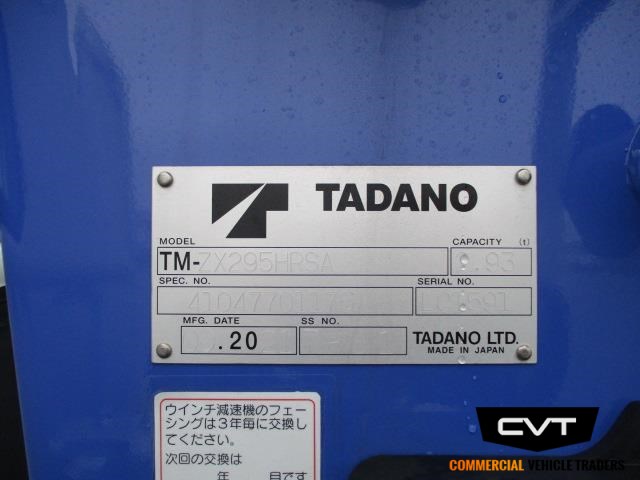 TADANO
MODEL
CAPACITY (t)
TM-ZX295HRSA
.93
SPEC. NO.
SERIAL NO.
MFG. DATE
SS NO.
.20
TADANO LTD.
MADE IN JAPAN
ウインチ減速機のフェー
シングは3年毎に交換し
てください。
次回の交換は
年 月目です
CVT
COMMERCIAL VEHICLE TRADERS